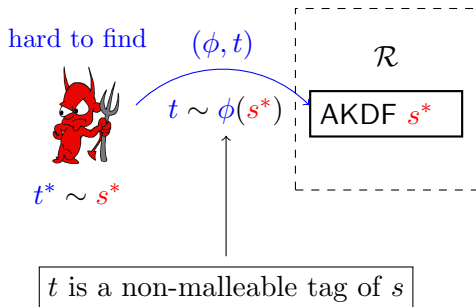 hard to find
(ϕ, t)
R
t ∼ ϕ(s*)
AKDF s*
t* ∼ s*
t is a non-malleable tag of s